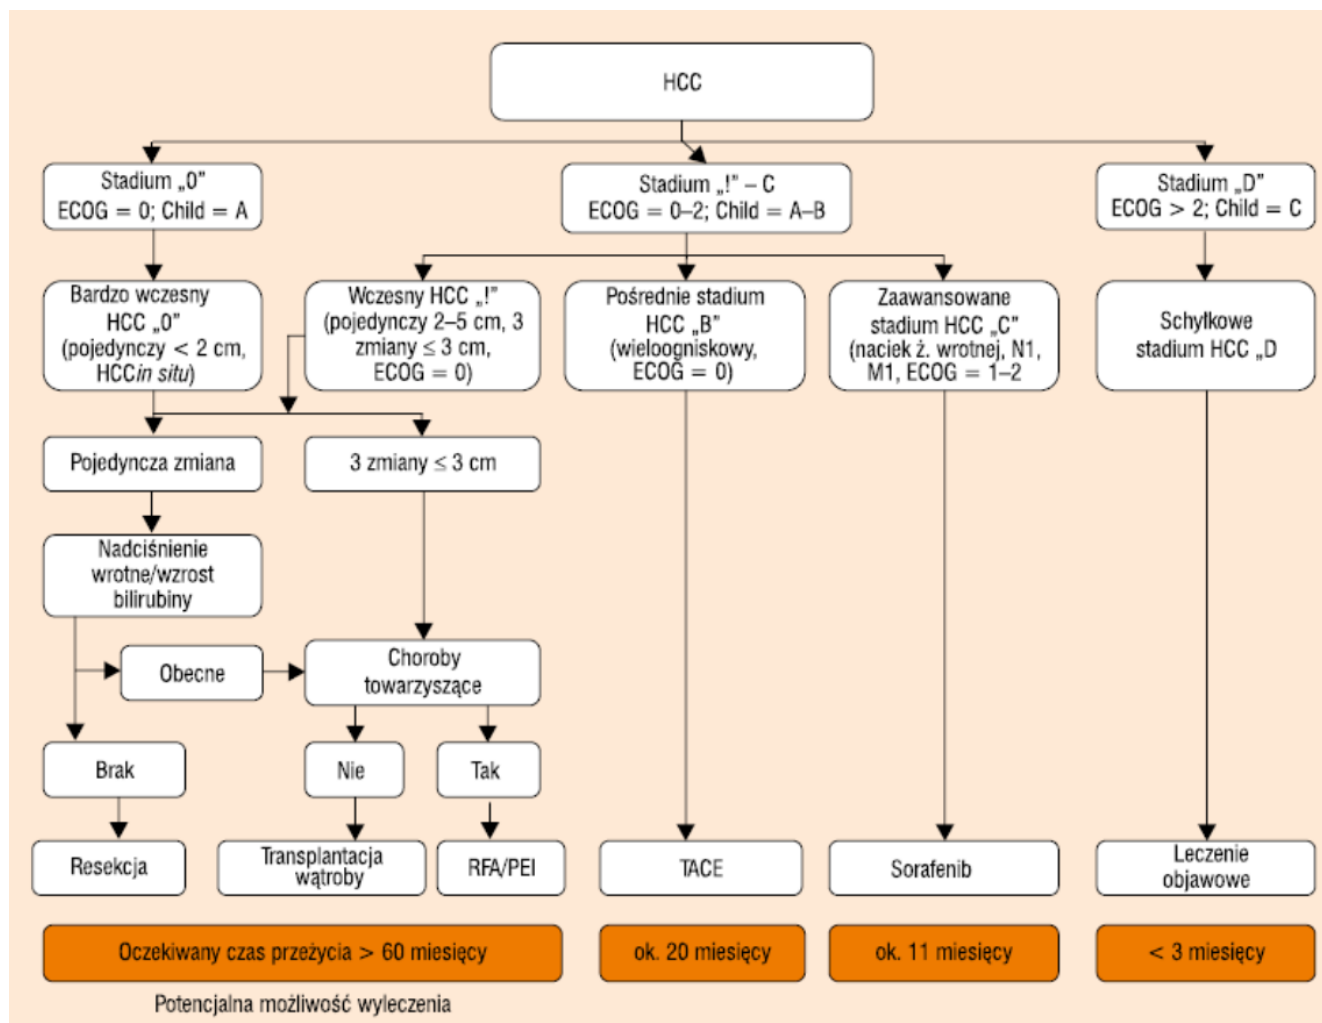 HCC
Stadium „0”
ECOG = 0; Child = A
Stadium „!” – C
ECOG = 0–2; Child = A–B
Stadium „D”
ECOG > 2; Child = C
Bardzo wczesny
HCC „0”
(pojedynczy < 2 cm,
HCCin situ)
Wczesny HCC „!”
(pojedynczy 2–5 cm, 3
zmiany ≤ 3 cm,
ECOG = 0)
Pośrednie stadium
HCC „B”
(wieloogniskowy,
ECOG = 0)
Zaawansowane
stadium HCC „C”
(naciek ż. wrotnej, N1,
M1, ECOG = 1–2
Schyłkowe
stadium HCC „D
Pojedyncza zmiana
3 zmiany ≤ 3 cm
Nadciśnienie
wrotne/wzrost
bilirubiny
Obecne
Choroby
towarzyszące
Brak
Nie
Tak
Resekcja
Transplantacja
wątroby
RFA/PEI
TACE
Sorafenib
Leczenie
objawowe
Oczekiwany czas przeżycia > 60 miesięcy
ok. 20 miesięcy
ok. 11 miesięcy
< 3 miesięcy
Potencjalna możliwość wyleczenia